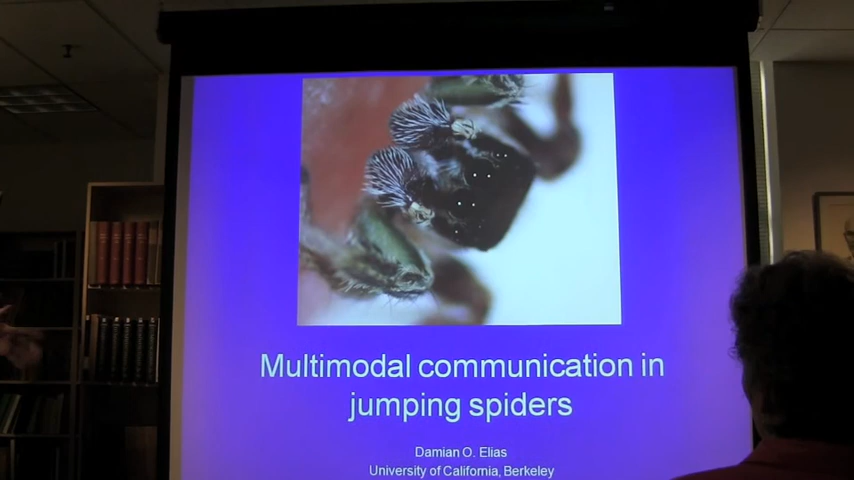 Multimodal communication in
jumping spiders
Damian O. Elias
University of California, Berkeley